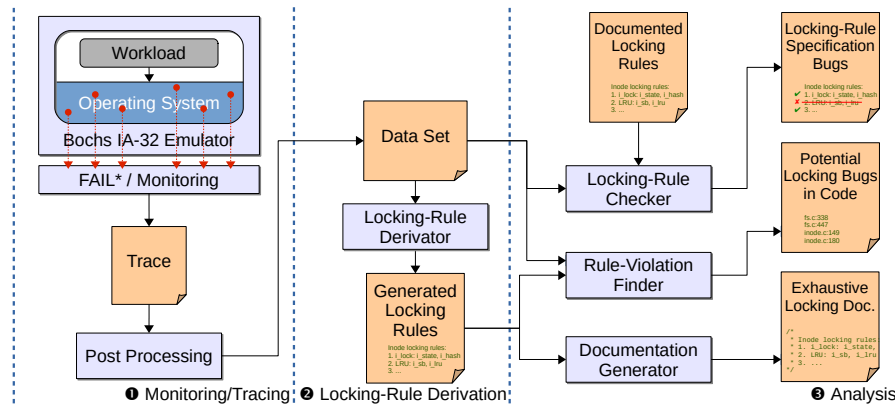 Workload
Operating System
Bochs IA-32 Emulator
FAIL* / Monitoring
Trace
Post Processing
❶ Monitoring/Tracing
Data Set
Locking-Rule
Derivator
Generated
Locking
Rules
Inode locking rules:
1. i_lock: i_state, i_hash
2. LRU: i_sb, i_lru
3. ...
❷ Locking-Rule Derivation
Documented
Locking
Rules
Inode locking rules:
1. i_lock: i_state, i_hash
2. LRU: i_sb, i_lru
3. ...
Locking-Rule
Checker
Rule-Violation
Finder
Documentation
Generator
Locking-Rule
Specification
Bugs
Inode locking rules:
✔ 1. i_lock: i_state, i_hash
✘ 2. LRU: i_sb, i_lru
✔ 3. ...
Potential
Locking Bugs
in Code
fs.c:338
fs.c:447
inode.c:149
inode.c:180
Exhaustive
Locking Doc.
/*
* Inode locking rules
* 1. i_lock: i_state,
* 2. LRU: i_sb, i_lru
* 3. ...
*/
❸ Analysis